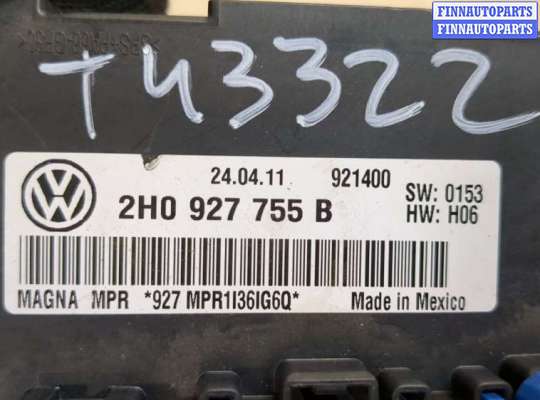 FINNAUTOPARTS
FINNAUTOPARTS
TU3322
24.04.11 921400
SW: 0153
2H0 927 755 B
HW: H06
MAGNA MPR *927 MPR1I36IG6Q* Made in Mexico